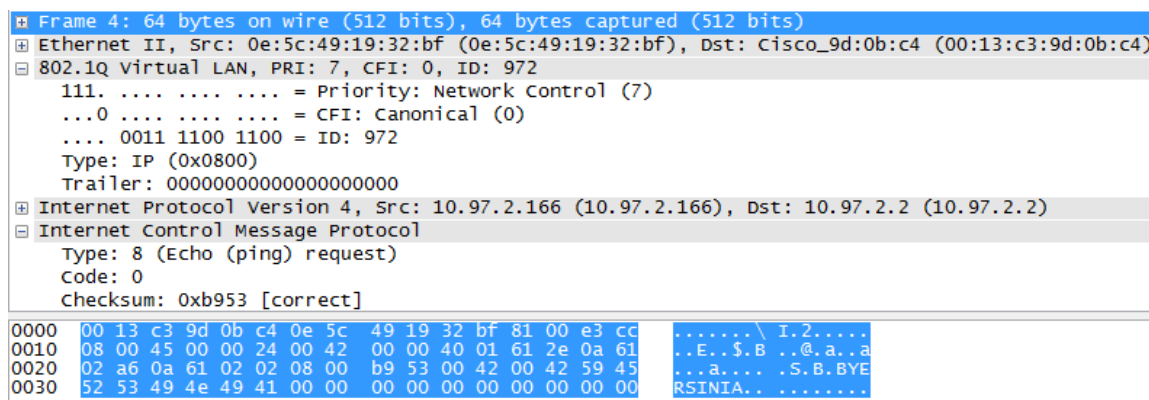 Frame 4: 64 bytes on wire (512 bits), 64 bytes captured (512 bits)
Ethernet II, Src: 0e:5c:49:19:32:bf (0e:5c:49:19:32:bf), Dst: Cisco_9d:0b:c4 (00:13:c3:9d:0b:c4)
802.1Q Virtual LAN, PRI: 7, CFI: 0, ID: 972
111. .... .... .... = Priority: Network Control (7)
...0 .... .... .... = CFI: Canonical (0)
.... 0011 1100 1100 = ID: 972
Type: IP (0x0800)
Trailer: 00000000000000000000
Internet Protocol Version 4, Src: 10.97.2.166 (10.97.2.166), Dst: 10.97.2.2 (10.97.2.2)
Internet Control Message Protocol
Type: 8 (Echo (ping) request)
Code: 0
Checksum: 0xb953 [correct]
0000 00 13 c3 9d 0b c4 0e 5c 49 19 32 bf 81 00 e3 cc .......\ I.2.....
0010 08 00 45 00 00 24 00 42 00 00 40 01 61 2e 0a 61 ..E..$.B ..@.a..a
0020 02 a6 0a 61 02 02 08 00 b9 53 00 42 00 42 59 45 ...a.... .S.B.BYE
0030 52 53 49 4e 49 41 00 00 00 00 00 00 00 00 00 00 RSINIA.. ........